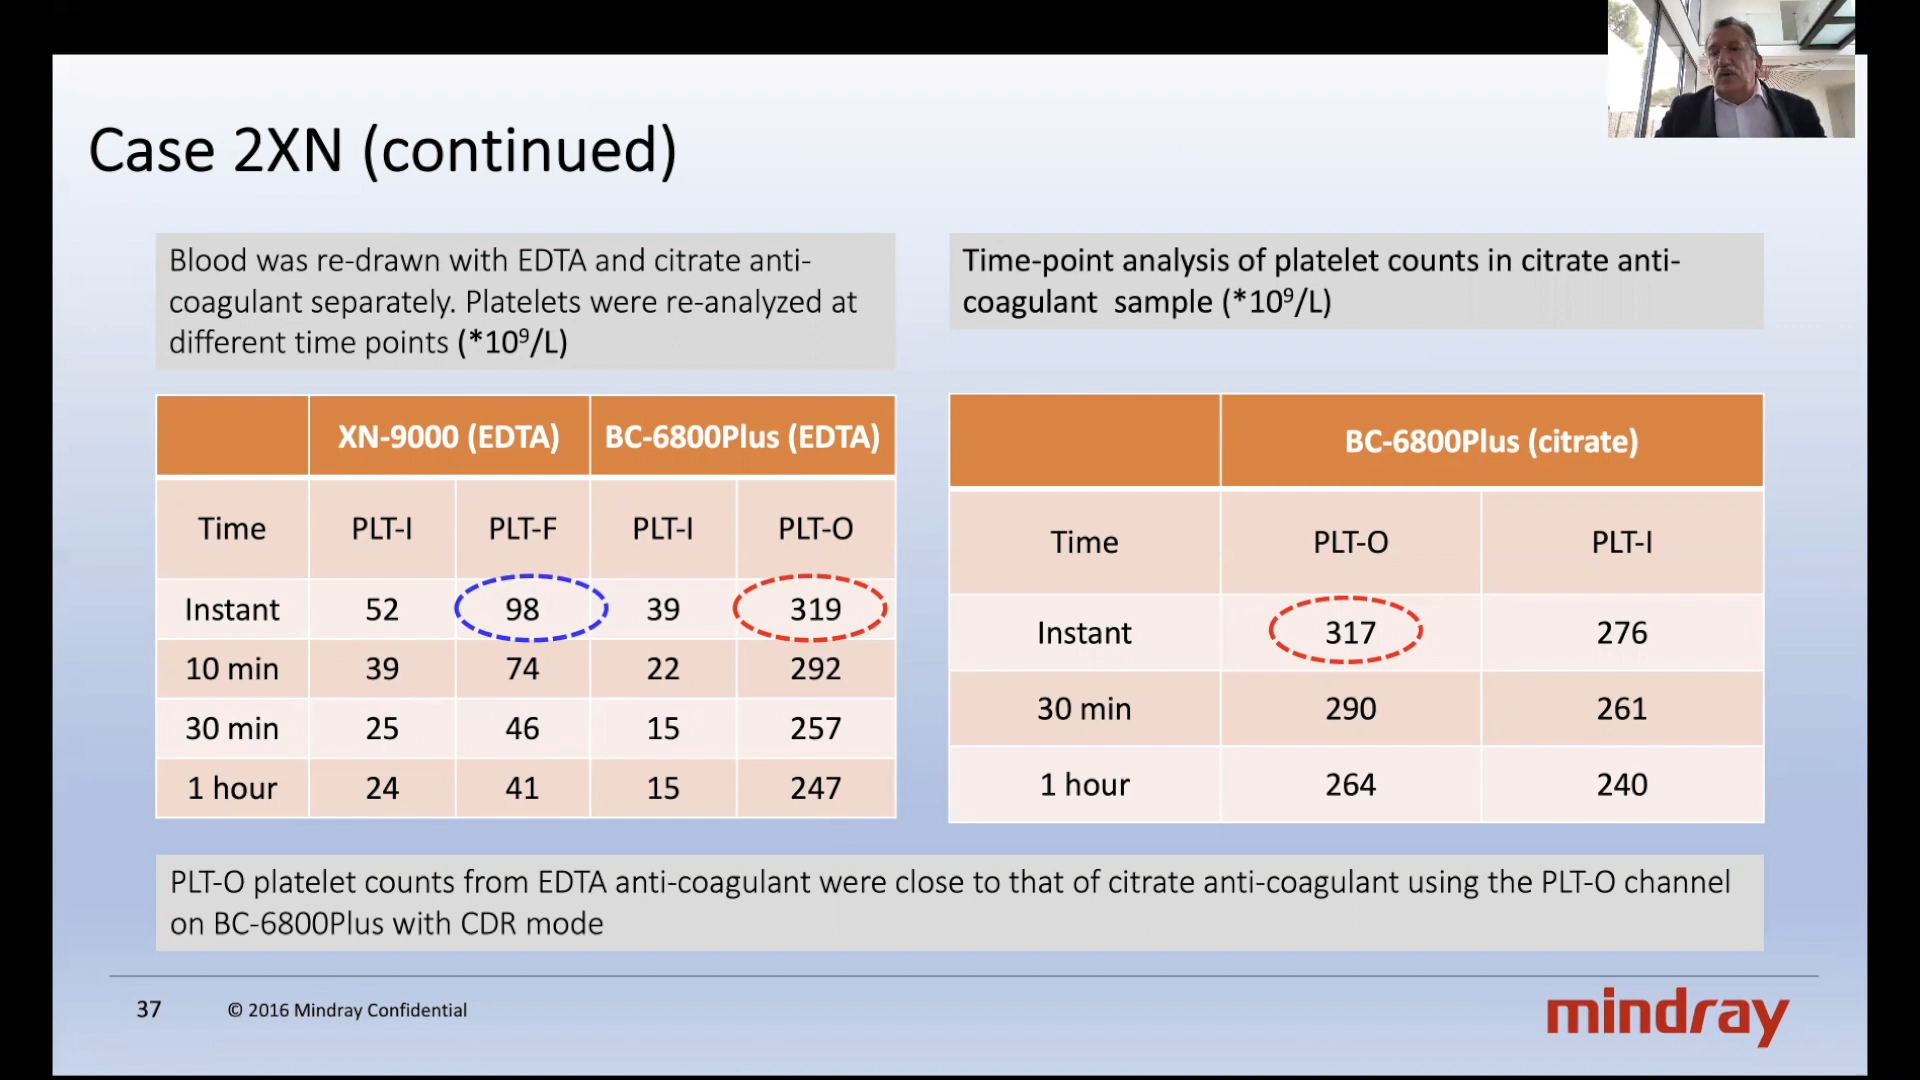 Case 2XN (continued)
Blood was re-drawn with EDTA and citrate anti-
coagulant separately. Platelets were re-analyzed at
different time points (*10⁹/L)
XN-9000 (EDTA) BC-6800Plus (EDTA)
Time PLT-I PLT-F PLT-I PLT-O
Instant 52 98 39 319
10 min 39 74 22 292
30 min 25 46 15 257
1 hour 24 41 15 247
Time-point analysis of platelet counts in citrate anti-
coagulant sample (*10⁹/L)
BC-6800Plus (citrate)
Time PLT-O PLT-I
Instant 317 276
30 min 290 261
1 hour 264 240
PLT-O platelet counts from EDTA anti-coagulant were close to that of citrate anti-coagulant using the PLT-O channel
on BC-6800Plus with CDR mode
37 © 2016 Mindray Confidential
mindray